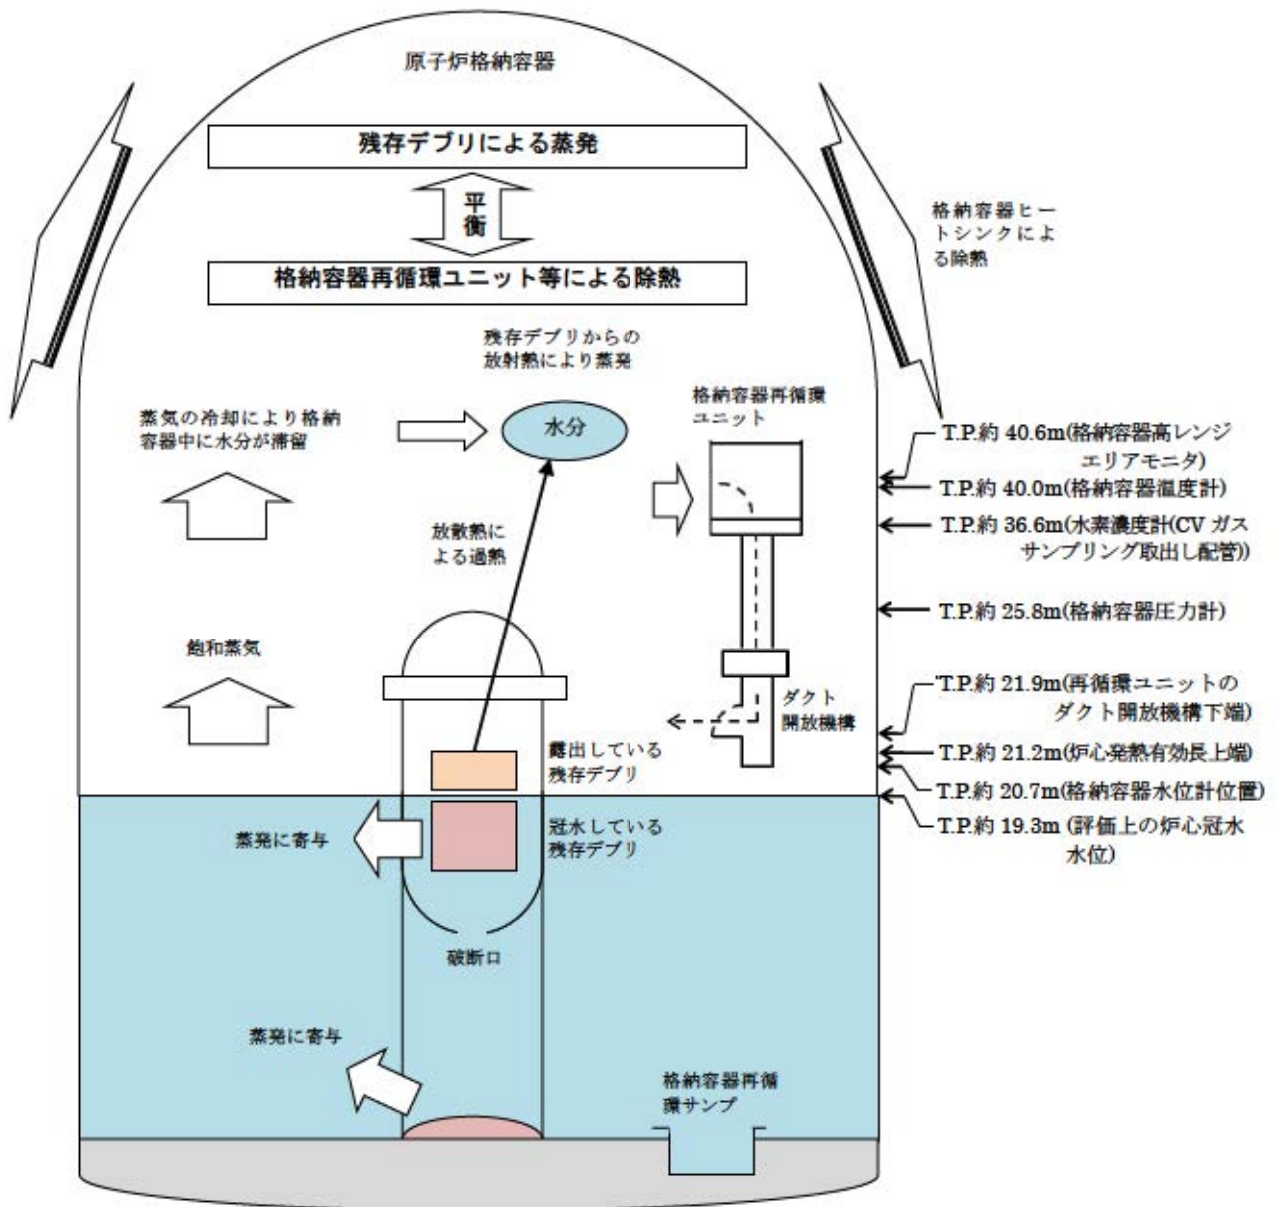 原子炉格納容器
残存デブリによる蒸発
平
衡
格納容器再循環ユニット等による除熱
格納容器ヒー
トシンクによ
る除熱
残存デブリからの
放射熱により蒸発
蒸気の冷却により格納
容器中に水分が滞留
水分
格納容器再循環
ユニット
T.P.約 40.6m(格納容器高レンジ
エリアモニタ)
T.P.約 40.0m(格納容器温度計)
T.P.約 36.6m(水素濃度計(CV ガス
サンプリング取出し配管))
放散熱に
よる過熱
T.P.約 25.8m(格納容器圧力計)
飽和蒸気
T.P.約 21.9m(再循環ユニットの
ダクト開放機構下端)
ダクト
開放機構
露出している
残存デブリ
T.P.約 21.2m(炉心発熱有効長上端)
T.P.約 20.7m(格納容器水位計位置)
T.P.約 19.3m (評価上の炉心冠水
水位)
蒸発に寄与
冠水している
残存デブリ
破断口
蒸発に寄与
格納容器再循
環サンプ